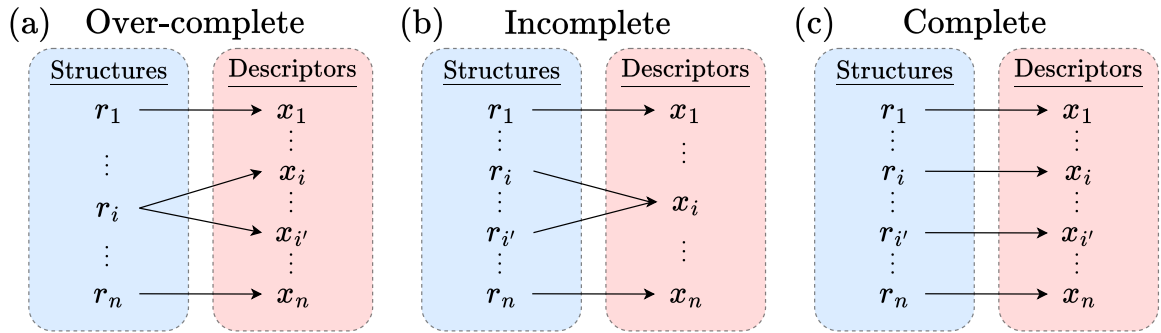 (a) Over-complete
Structures Descriptors
r₁ x₁
⋮
⋮ xᵢ
rᵢ ⋮
xᵢ′
⋮ ⋮
rₙ xₙ
(b) Incomplete
Structures Descriptors
r₁ x₁
⋮ ⋮
rᵢ
⋮ xᵢ
rᵢ′
⋮ ⋮
rₙ xₙ
(c) Complete
Structures Descriptors
r₁ x₁
⋮ ⋮
rᵢ xᵢ
⋮ ⋮
rᵢ′ xᵢ′
⋮ ⋮
rₙ xₙ